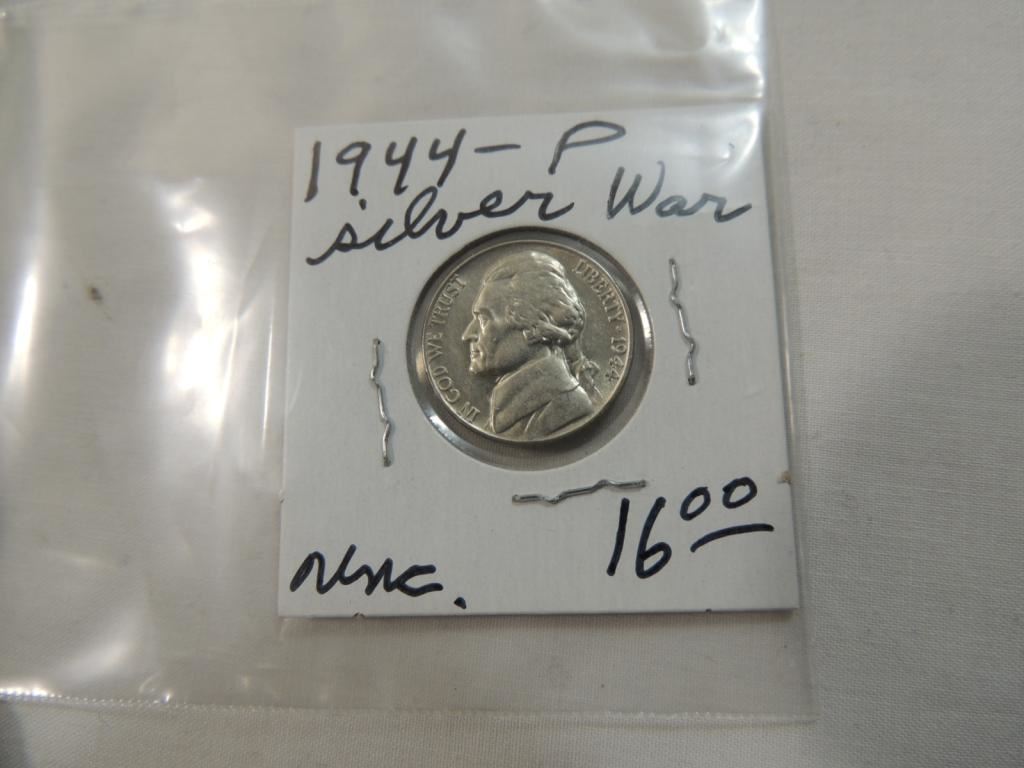 1944-P
silver War
IN GOD WE TRUST
LIBERTY * 1944
Unc.
16.00